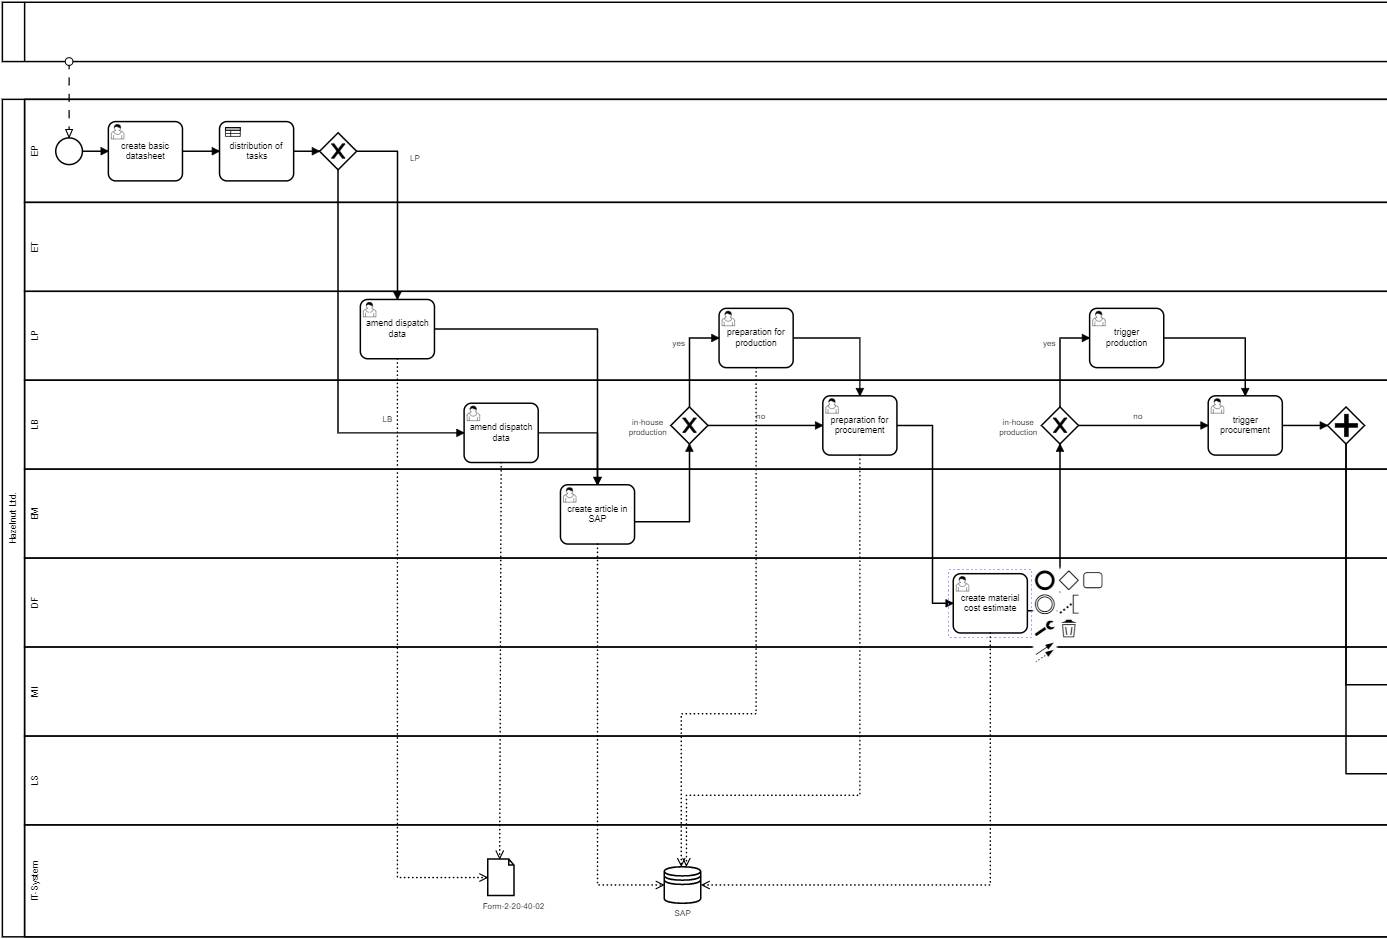 Hazelnut Ltd.
EP
create basic
datasheet
distribution of
tasks
X
LP
ET
LP
amend dispatch
data
yes
preparation for
production
yes
trigger
production
LB
LB
amend dispatch
data
in-house
production
X
no
preparation for
procurement
in-house
production
X
no
trigger
procurement
EM
create article in
SAP
DF
create material
cost estimate
MI
LS
IT-System
Form-2-20-40-02
SAP